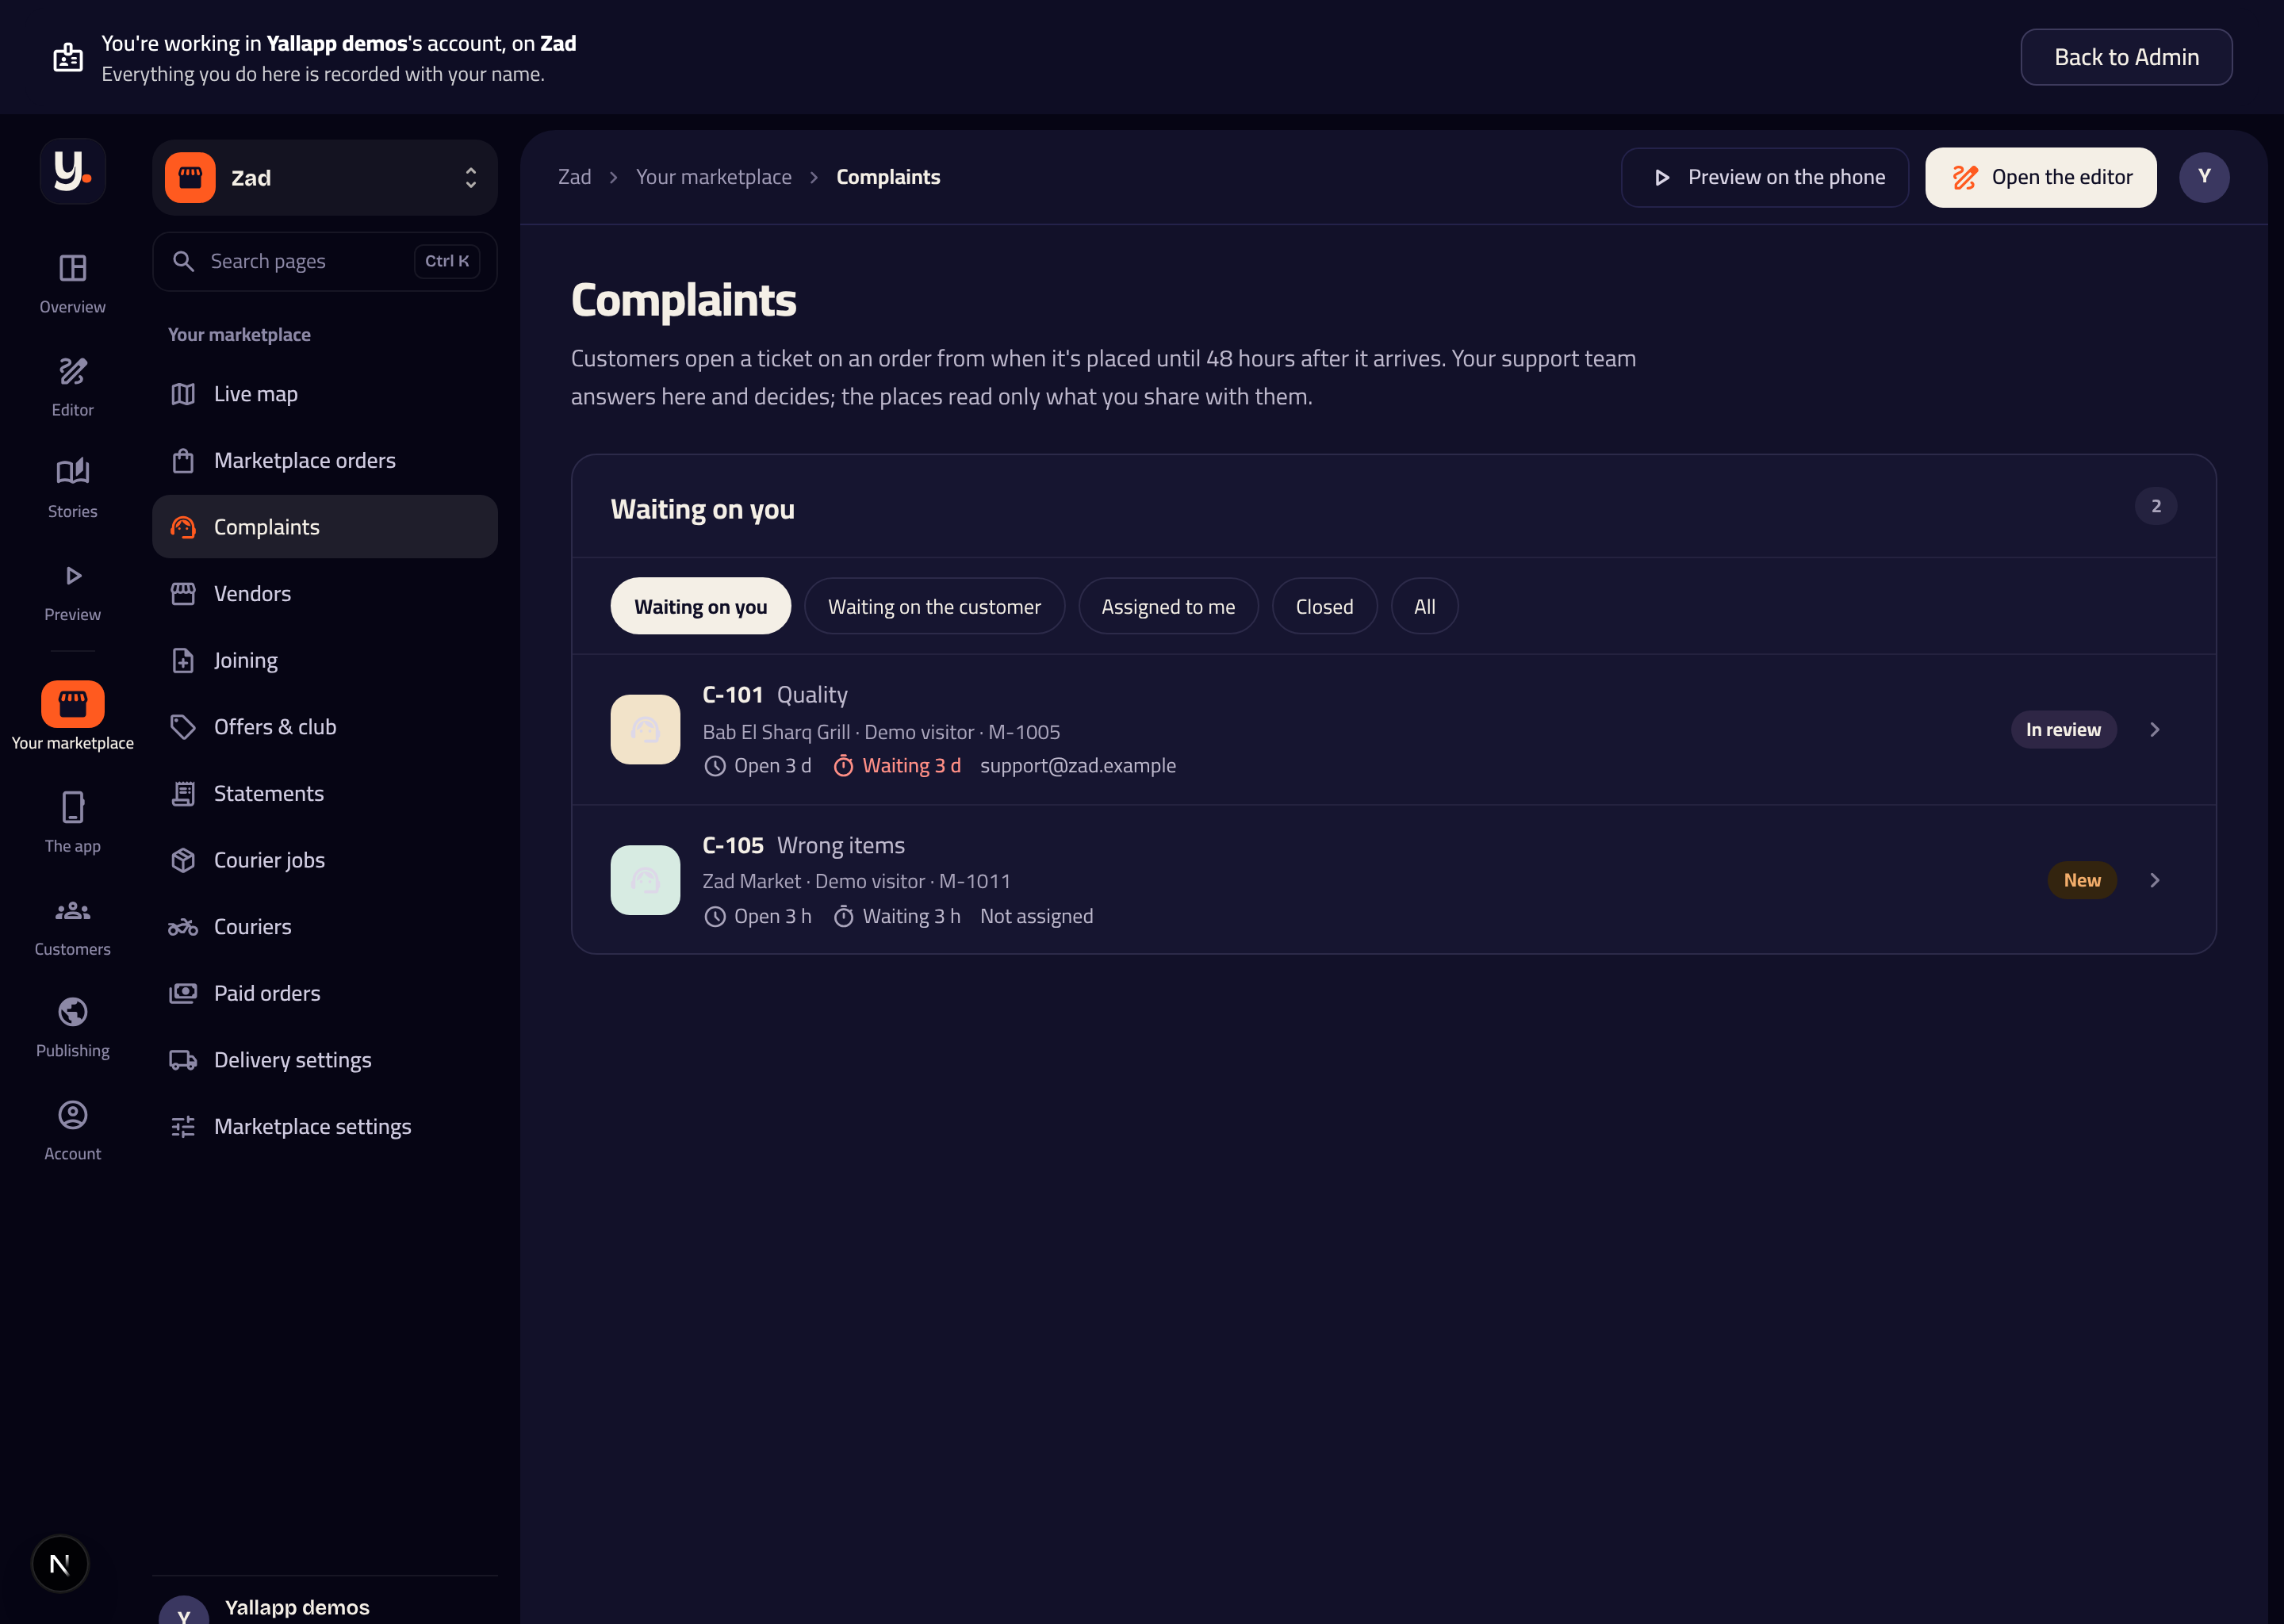 You're working in Yallapp demos's account, on Zad
Everything you do here is recorded with your name.
Back to Admin
y.
Overview
Editor
Stories
Preview
Your marketplace
The app
Customers
Publishing
Account
N
Zad
Search pages
Ctrl K
Your marketplace
Live map
Marketplace orders
Complaints
Vendors
Joining
Offers & club
Statements
Courier jobs
Couriers
Paid orders
Delivery settings
Marketplace settings
Y
Yallapp demos
Zad > Your marketplace > Complaints
Preview on the phone
Open the editor
Y
Complaints
Customers open a ticket on an order from when it's placed until 48 hours after it arrives. Your support team
answers here and decides; the places read only what you share with them.
Waiting on you
2
Waiting on you
Waiting on the customer
Assigned to me
Closed
All
C-101 Quality
Bab El Sharq Grill · Demo visitor · M-1005
Open 3 d Waiting 3 d support@zad.example
In review
C-105 Wrong items
Zad Market · Demo visitor · M-1011
Open 3 h Waiting 3 h Not assigned
New